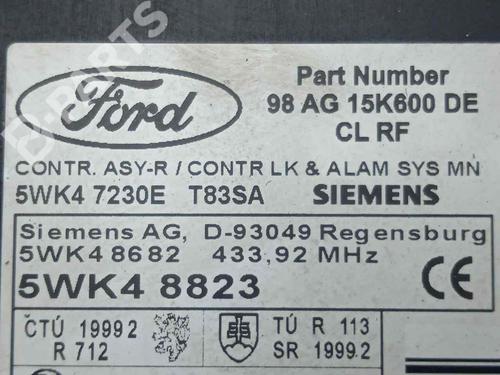 Ford
Part Number
98 AG 15K600 DE
CL RF
CONTR. ASY-R / CONTR LK & ALAM SYS MN
5WK4 7230E T83SA SIEMENS
Siemens AG, D-93049 Regensburg
5WK4 8682 433,92 MHz
5WK4 8823 CE
ČTÚ 1999 2 TÚ R 113
R 712 SR 1999 2